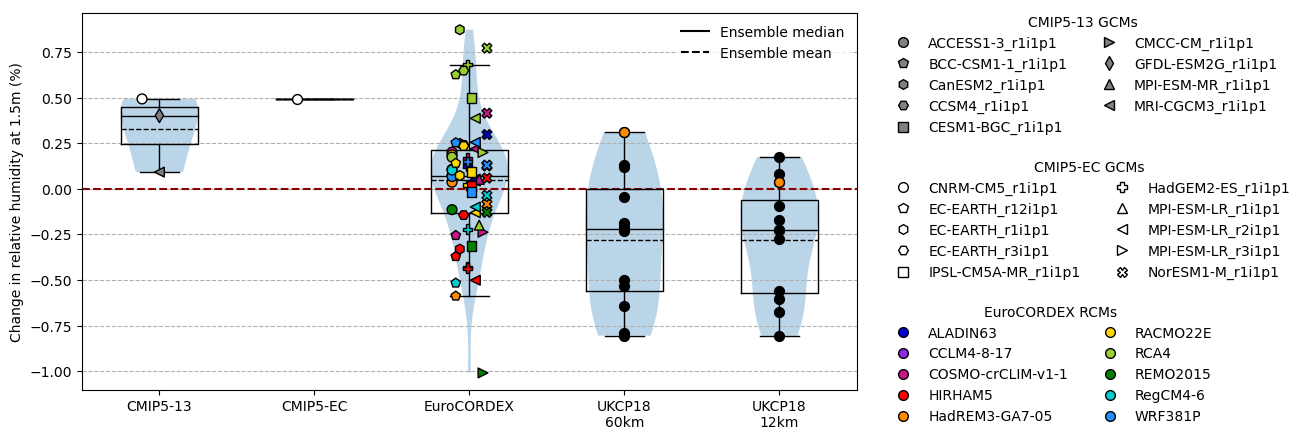 Change in relative humidity at 1.5m (%)
0.75
0.50
0.25
0.00
−0.25
−0.50
−0.75
−1.00
CMIP5-13
CMIP5-EC
EuroCORDEX
UKCP18
60km
UKCP18
12km
Ensemble median
Ensemble mean
CMIP5-13 GCMs
ACCESS1-3_r1i1p1
BCC-CSM1-1_r1i1p1
CanESM2_r1i1p1
CCSM4_r1i1p1
CESM1-BGC_r1i1p1
CMCC-CM_r1i1p1
GFDL-ESM2G_r1i1p1
MPI-ESM-MR_r1i1p1
MRI-CGCM3_r1i1p1
CMIP5-EC GCMs
CNRM-CM5_r1i1p1
EC-EARTH_r12i1p1
EC-EARTH_r1i1p1
EC-EARTH_r3i1p1
IPSL-CM5A-MR_r1i1p1
HadGEM2-ES_r1i1p1
MPI-ESM-LR_r1i1p1
MPI-ESM-LR_r2i1p1
MPI-ESM-LR_r3i1p1
NorESM1-M_r1i1p1
EuroCORDEX RCMs
ALADIN63
CCLM4-8-17
COSMO-crCLIM-v1-1
HIRHAM5
HadREM3-GA7-05
RACMO22E
RCA4
REMO2015
RegCM4-6
WRF381P